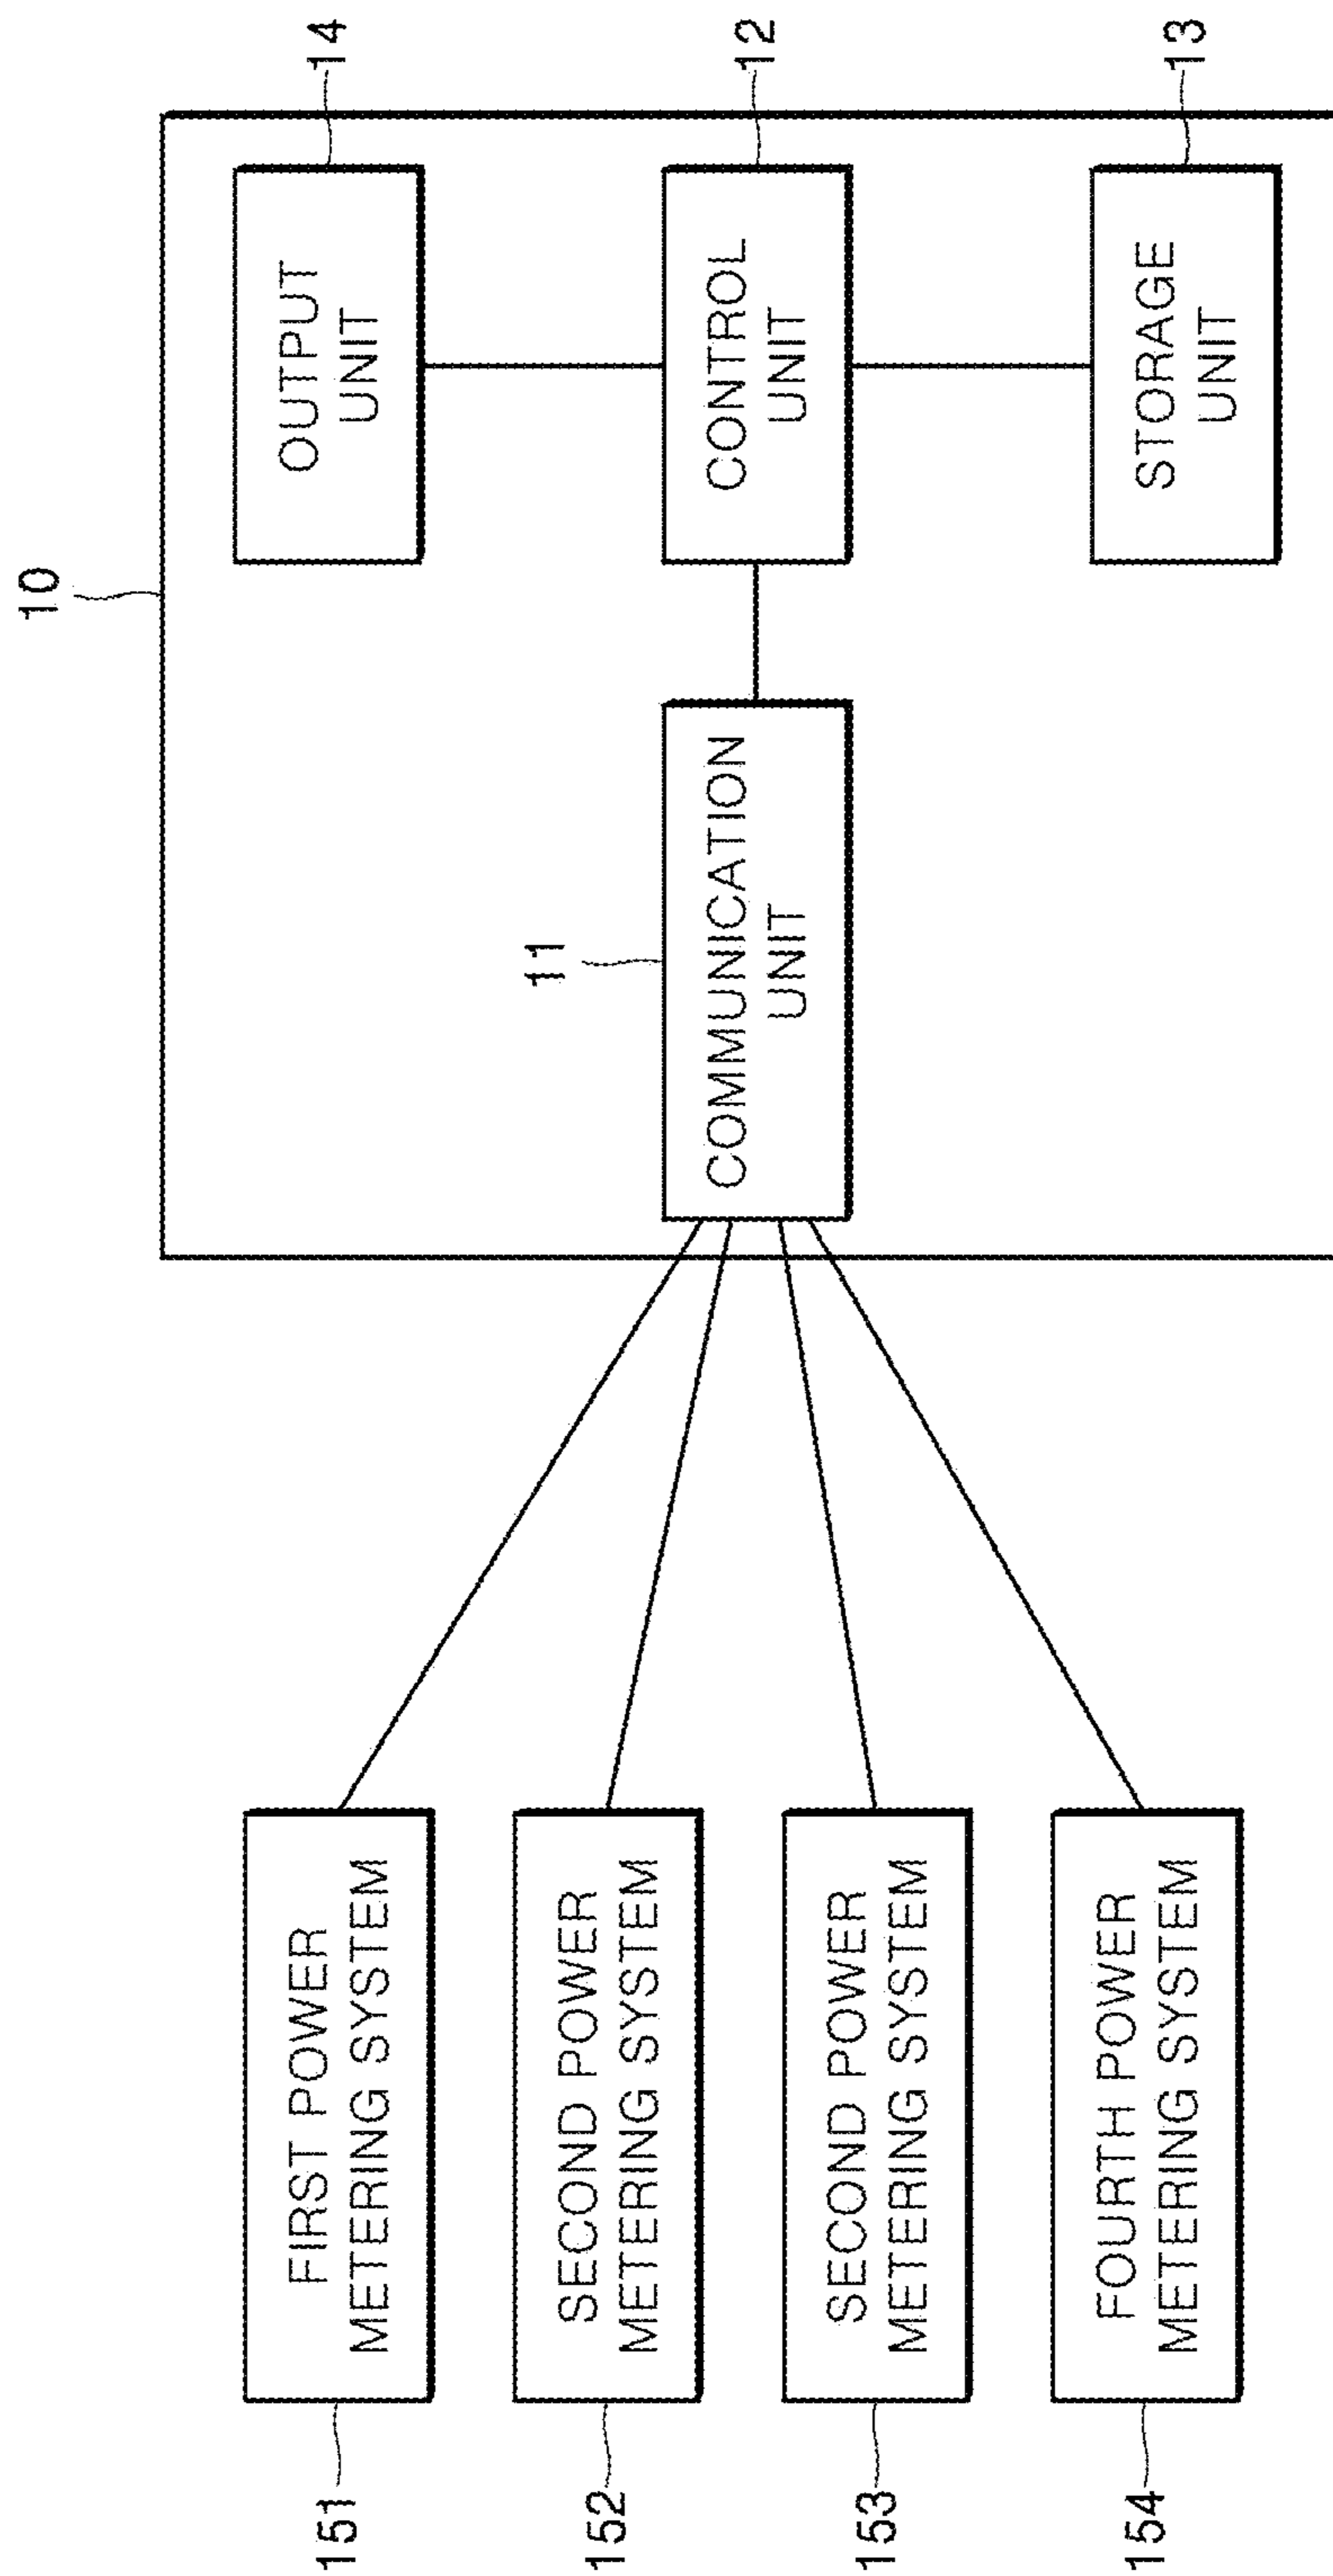 10
14
OUTPUT
UNIT
11
COMMUNICATION
UNIT
12
CONTROL
UNIT
13
STORAGE
UNIT
151
FIRST POWER
METERING SYSTEM
152
SECOND POWER
METERING SYSTEM
153
SECOND POWER
METERING SYSTEM
154
FOURTH POWER
METERING SYSTEM